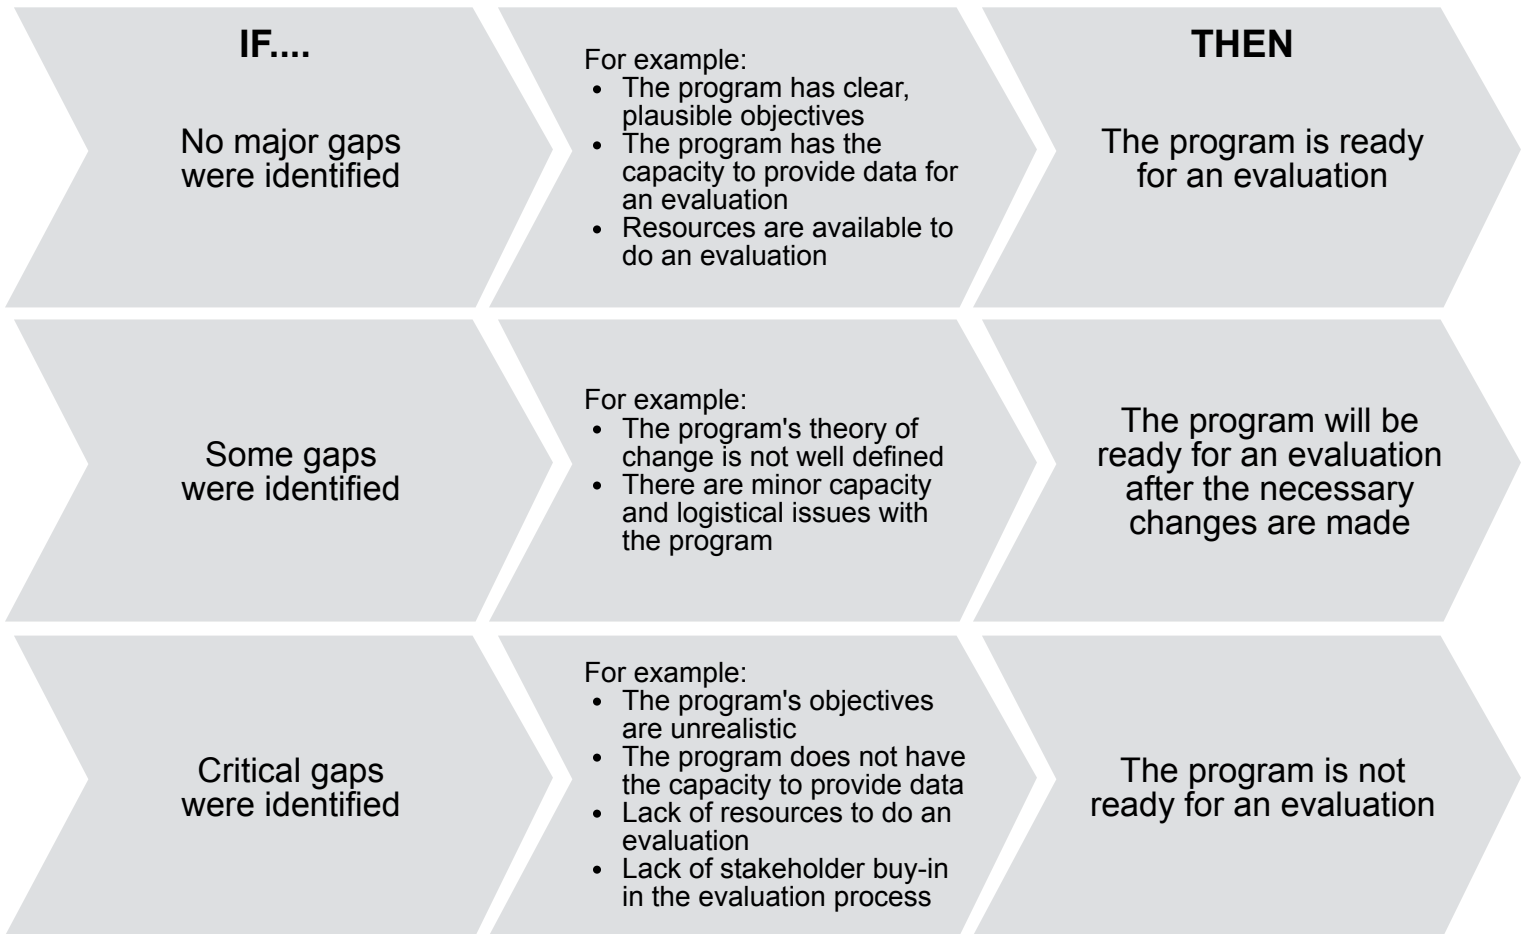 IF....
No major gaps
were identified
For example:
• The program has clear,
plausible objectives
• The program has the
capacity to provide data for
an evaluation
• Resources are available to
do an evaluation
THEN
The program is ready
for an evaluation
Some gaps
were identified
For example:
• The program's theory of
change is not well defined
• There are minor capacity
and logistical issues with
the program
The program will be
ready for an evaluation
after the necessary
changes are made
Critical gaps
were identified
For example:
• The program's objectives
are unrealistic
• The program does not have
the capacity to provide data
• Lack of resources to do an
evaluation
• Lack of stakeholder buy-in
in the evaluation process
The program is not
ready for an evaluation